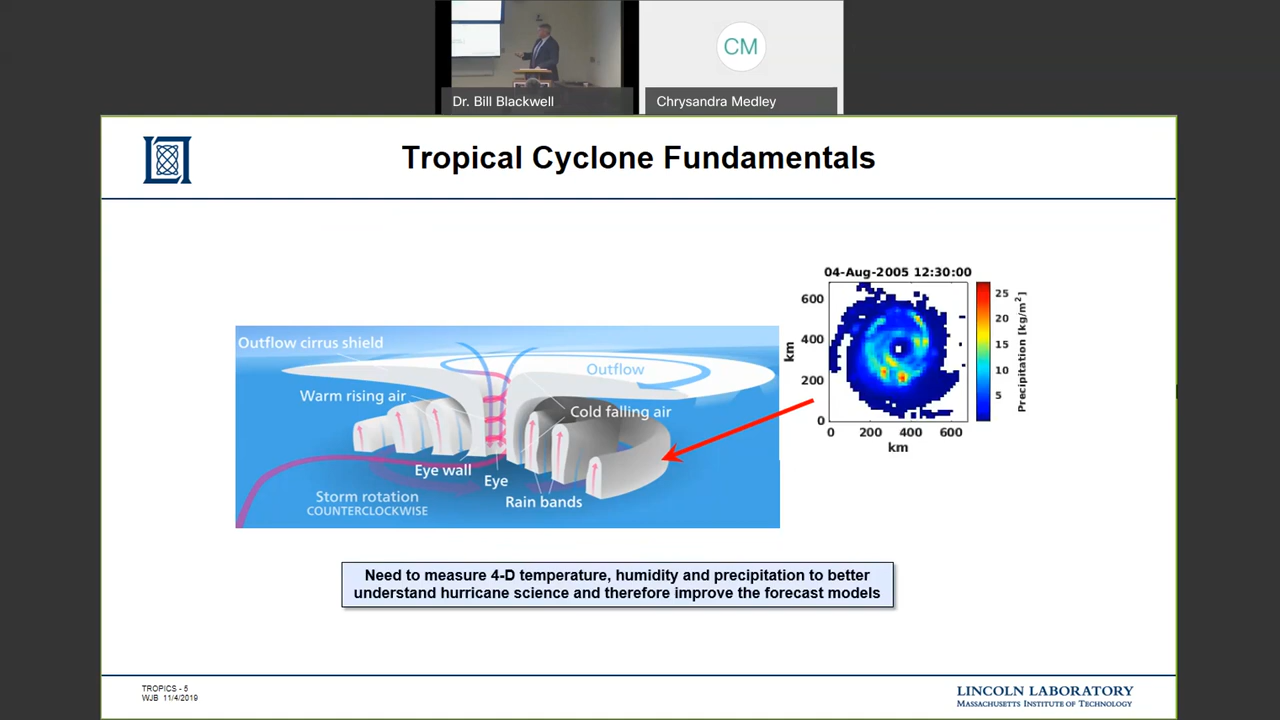 Dr. Bill Blackwell
CM
Chrysandra Medley
Tropical Cyclone Fundamentals
Outflow cirrus shield
Outflow
Warm rising air
Cold falling air
Eye wall
Eye
Rain bands
Storm rotation
COUNTERCLOCKWISE
04-Aug-2005 12:30:00
600
400
200
0
km
0 200 400 600
km
25
20
15
10
5
Precipitation [kg/m²]
Need to measure 4-D temperature, humidity and precipitation to better
understand hurricane science and therefore improve the forecast models
TROPICS - 5
WJB 11/4/2019
LINCOLN LABORATORY
MASSACHUSETTS INSTITUTE OF TECHNOLOGY